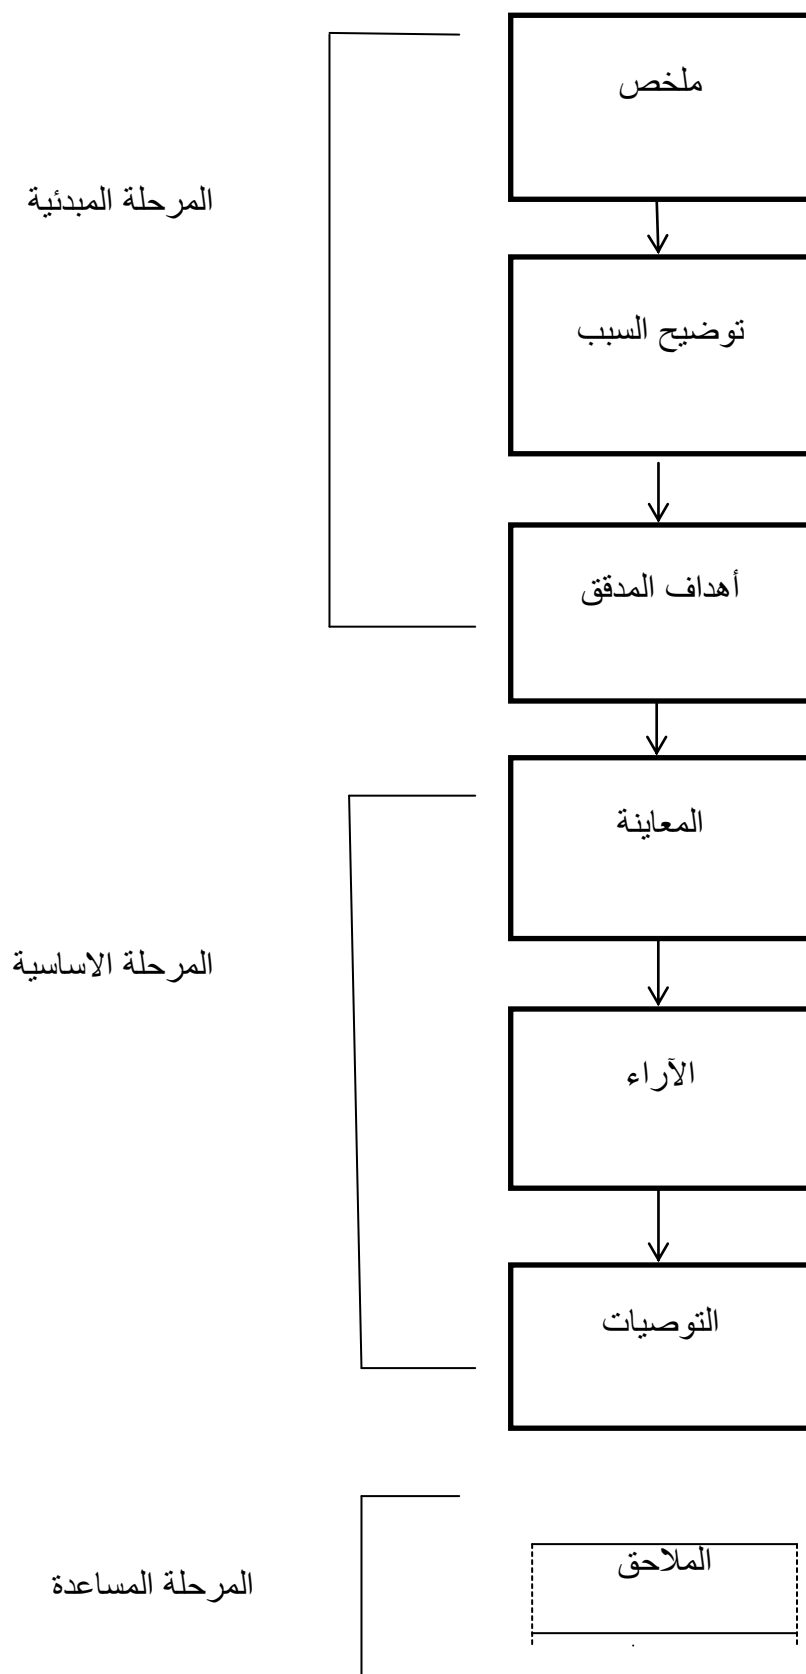 ملخص
المرحلة المبدئية
توضيح السبب
أهداف المدقق
المعاينة
المرحلة الاساسية
الآراء
التوصيات
الملاحق
المرحلة المساعدة